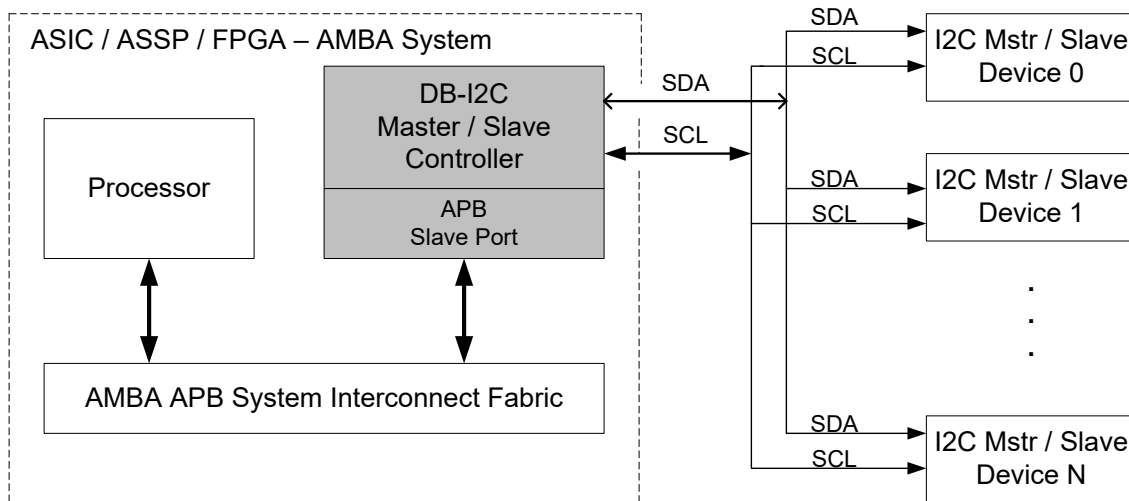 ASIC / ASSP / FPGA – AMBA System
Processor
DB-I2C
Master / Slave
Controller
APB
Slave Port
AMBA APB System Interconnect Fabric
SDA
SCL
SDA
SCL
I2C Mstr / Slave
Device 0
SDA
SCL
I2C Mstr / Slave
Device 1
.
.
.
SDA
SCL
I2C Mstr / Slave
Device N